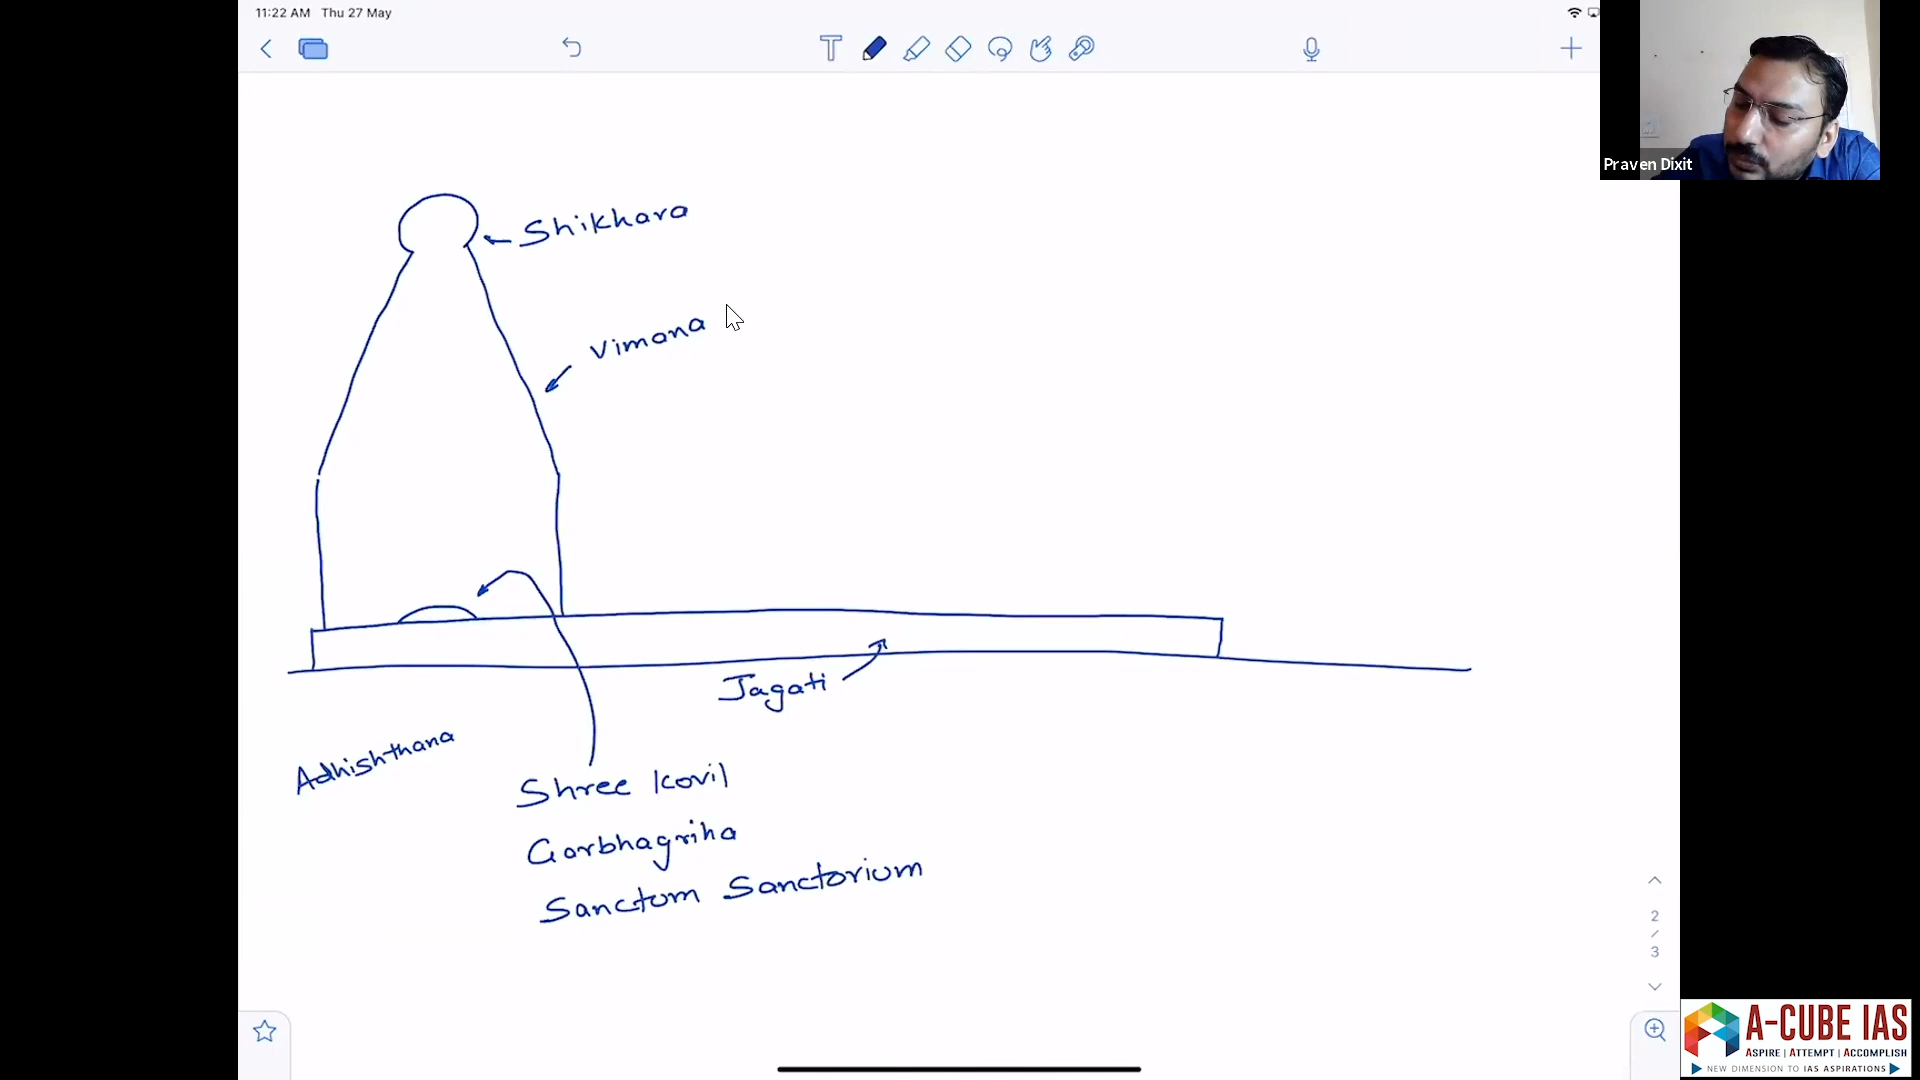 11:22 AM Thu 27 May
Praven Dixit
Shikhara
Vimana
Jagati
Adhishthana
Shree Kovil
Garbhagriha
Sanctum Sanctorium
2
/
3
A-CUBE IAS
ASPIRE | ATTEMPT | ACCOMPLISH
NEW DIMENSION TO IAS ASPIRATIONS